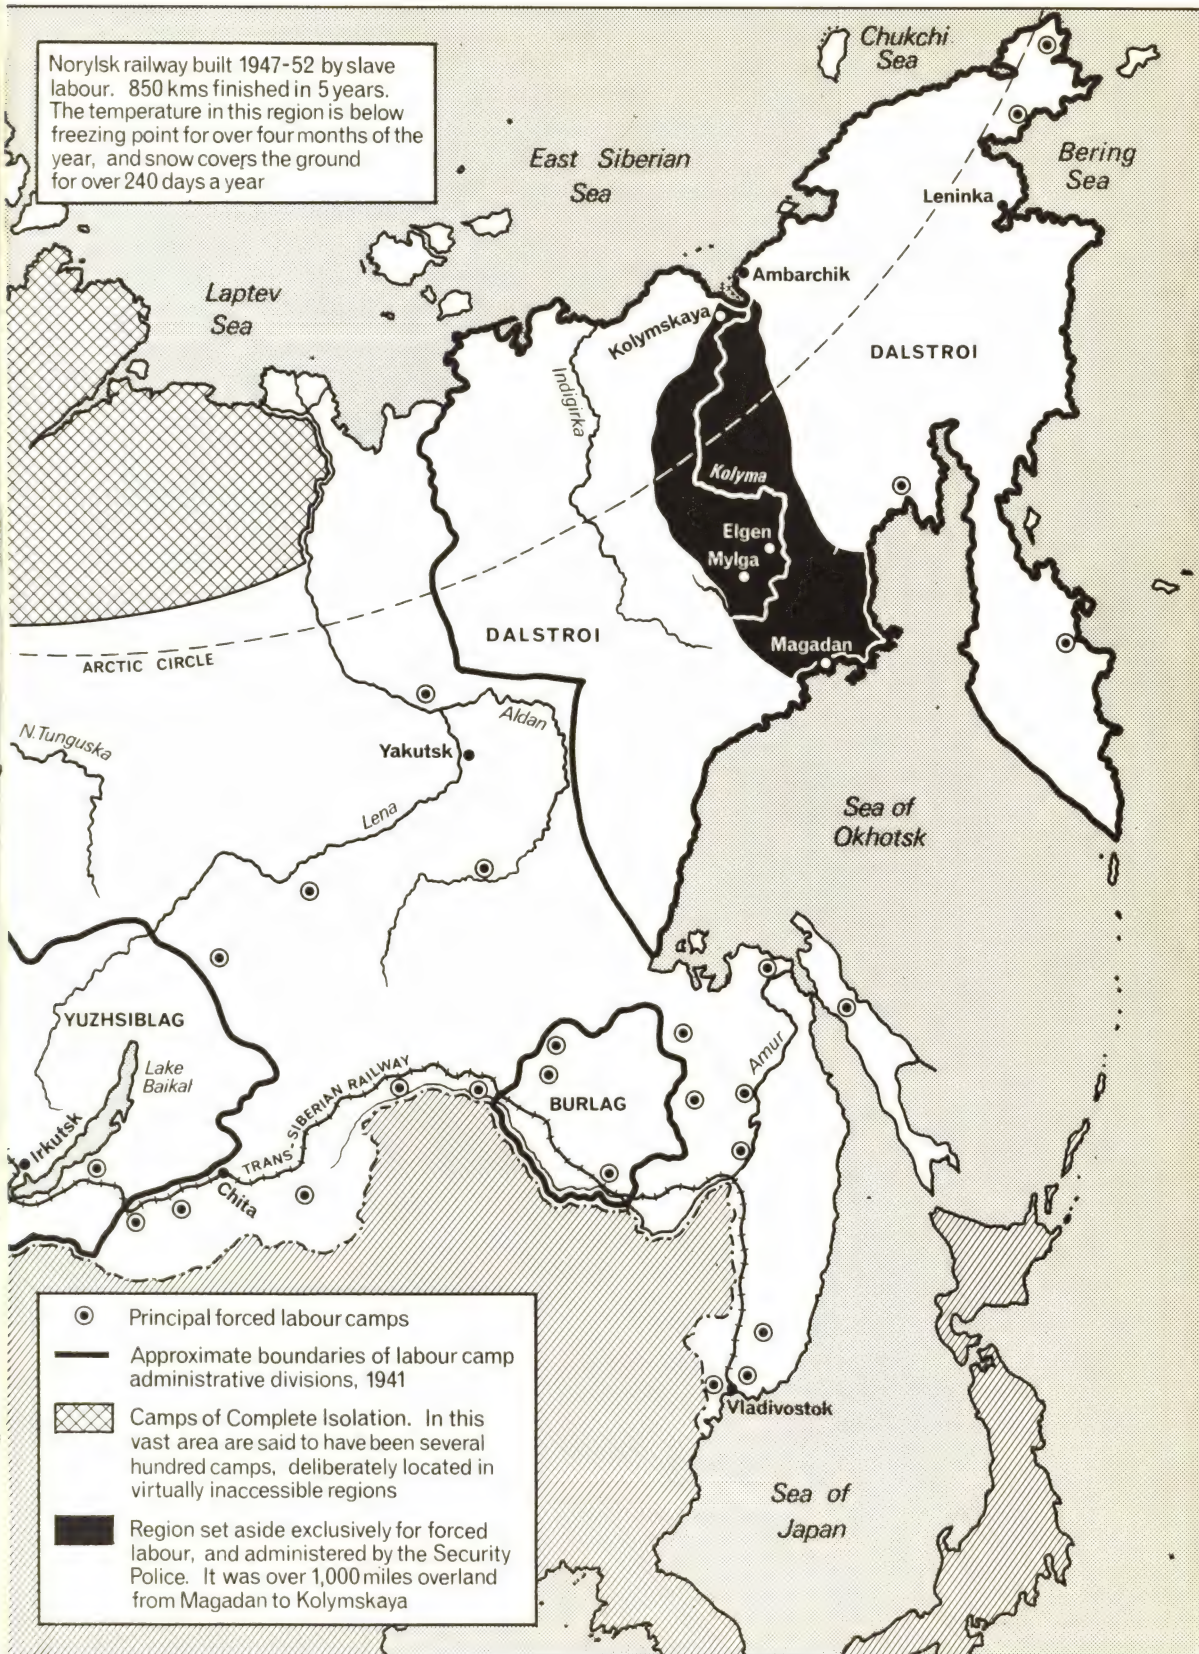 Norylsk railway built 1947-52 by slave
labour. 850 kms finished in 5 years.
The temperature in this region is below
freezing point for over four months of the
year, and snow covers the ground
for over 240 days a year
Chukchi
Sea
East Siberian
Sea
Bering
Sea
Leninka
Ambarchik
Laptev
Sea
Kolymskaya
DALSTROI
Indigirka
Kolyma
Elgen
Mylga
DALSTROI
Magadan
ARCTIC CIRCLE
Aldan
N.Tunguska
Yakutsk
Lena
Sea of
Okhotsk
YUZHSIBLAG
Lake
Baikal
Amur
TRANS-SIBERIAN RAILWAY
BURLAG
Irkutsk
Chita
Principal forced labour camps
Approximate boundaries of labour camp
administrative divisions, 1941
Camps of Complete Isolation. In this
vast area are said to have been several
hundred camps, deliberately located in
virtually inaccessible regions
Region set aside exclusively for forced
labour, and administered by the Security
Police. It was over 1,000 miles overland
from Magadan to Kolymskaya
Vladivostok
Sea of
Japan